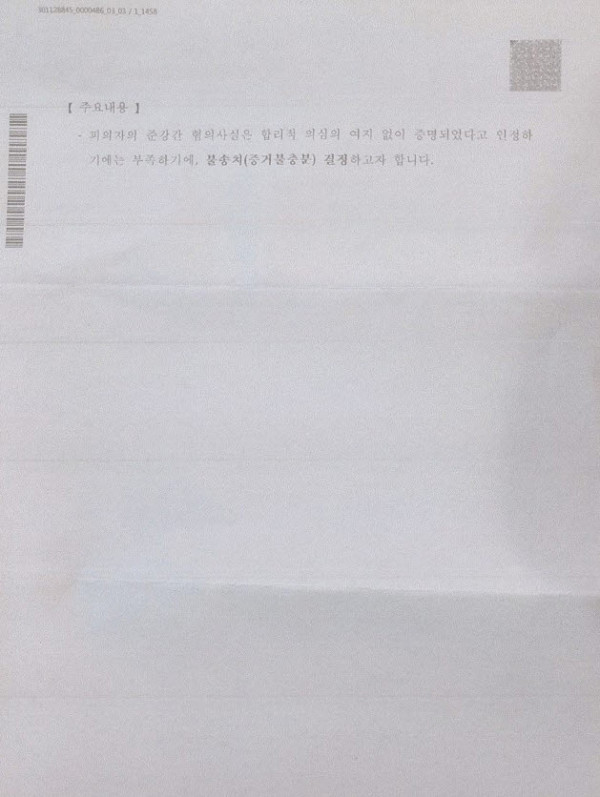 301128845_0000486_01_01 / 1_1458
【 주요내용 】
- 피의자의 준강간 혐의사실은 합리적 의심의 여지 없이 증명되었다고 인정하
기에는 부족하기에, 불송치(증거불충분) 결정하고자 합니다.